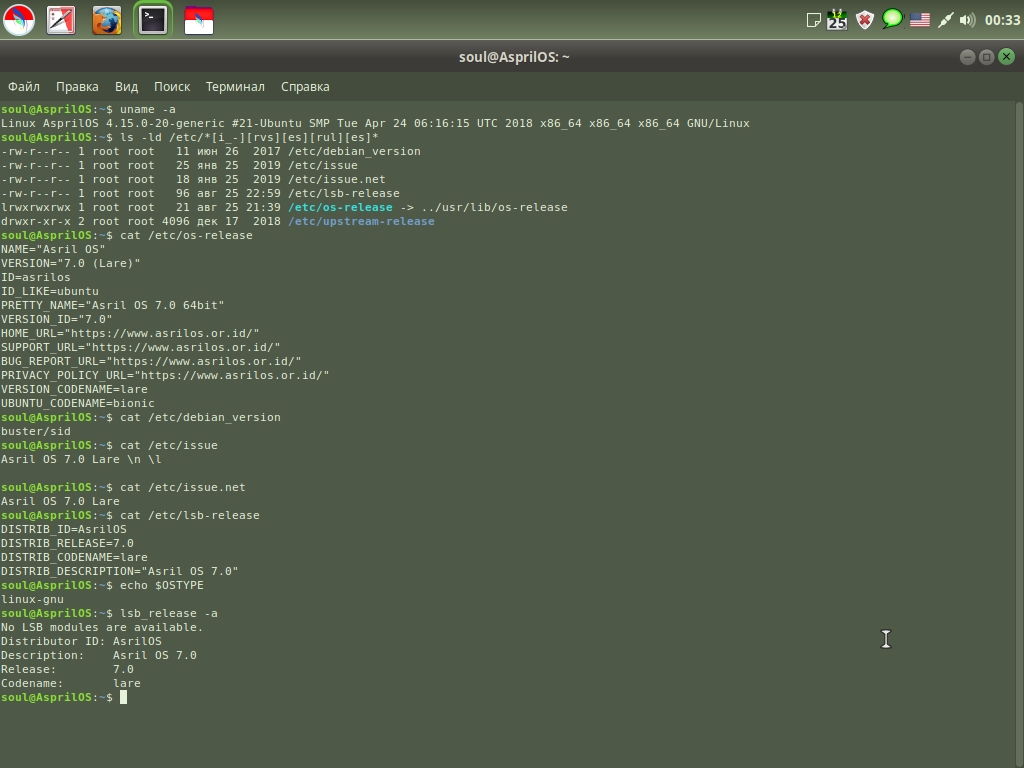 25
00:33
soul@AsprilOS: ~
Файл Правка Вид Поиск Терминал Справка
soul@AsprilOS:~$ uname -a
Linux AsprilOS 4.15.0-20-generic #21-Ubuntu SMP Tue Apr 24 06:16:15 UTC 2018 x86_64 x86_64 x86_64 GNU/Linux
soul@AsprilOS:~$ ls -ld /etc/*[i_-][rvs][es][rul][es]*
-rw-r--r-- 1 root root   11 июн 26  2017 /etc/debian_version
-rw-r--r-- 1 root root   25 янв 25  2019 /etc/issue
-rw-r--r-- 1 root root   18 янв 25  2019 /etc/issue.net
-rw-r--r-- 1 root root   96 авг 25 22:59 /etc/lsb-release
lrwxrwxrwx 1 root root   21 авг 25 21:39 /etc/os-release -> ../usr/lib/os-release
drwxr-xr-x 2 root root 4096 дек 17  2018 /etc/upstream-release
soul@AsprilOS:~$ cat /etc/os-release
NAME="Asril OS"
VERSION="7.0 (Lare)"
ID=asrilos
ID_LIKE=ubuntu
PRETTY_NAME="Asril OS 7.0 64bit"
VERSION_ID="7.0"
HOME_URL="https://www.asrilos.or.id/"
SUPPORT_URL="https://www.asrilos.or.id/"
BUG_REPORT_URL="https://www.asrilos.or.id/"
PRIVACY_POLICY_URL="https://www.asrilos.or.id/"
VERSION_CODENAME=lare
UBUNTU_CODENAME=bionic
soul@AsprilOS:~$ cat /etc/debian_version
buster/sid
soul@AsprilOS:~$ cat /etc/issue
Asril OS 7.0 Lare \n \l
soul@AsprilOS:~$ cat /etc/issue.net
Asril OS 7.0 Lare
soul@AsprilOS:~$ cat /etc/lsb-release
DISTRIB_ID=AsrilOS
DISTRIB_RELEASE=7.0
DISTRIB_CODENAME=lare
DISTRIB_DESCRIPTION="Asril OS 7.0"
soul@AsprilOS:~$ echo $OSTYPE
linux-gnu
soul@AsprilOS:~$ lsb_release -a
No LSB modules are available.
Distributor ID: AsrilOS
Description:    Asril OS 7.0
Release:        7.0
Codename:       lare
soul@AsprilOS:~$